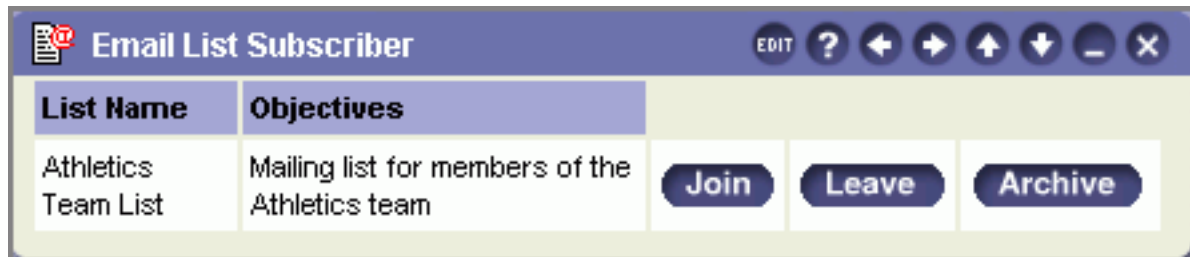 Email List Subscriber EDIT ?
List Name Objectives
Athletics Mailing list for members of the
Team List Athletics team
Join Leave Archive